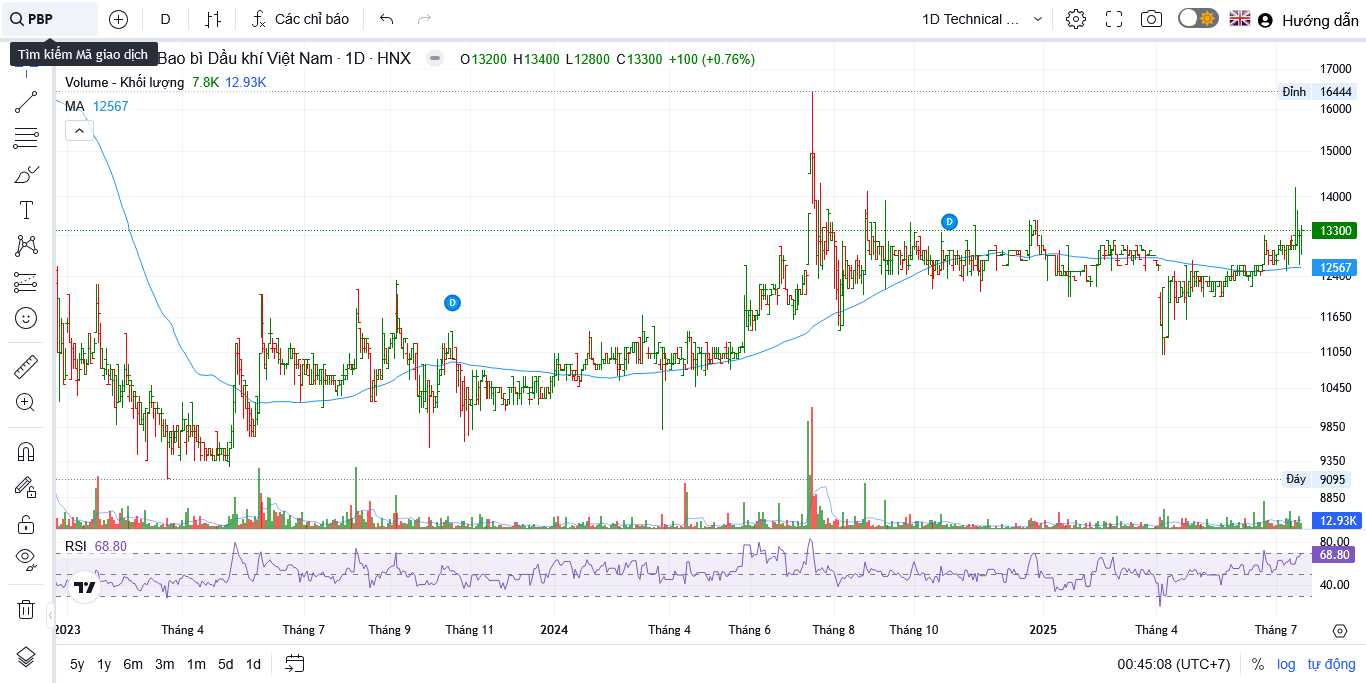 PBP D Các chỉ báo 1D Technical ... Hướng dẫn
Tìm kiếm Mã giao dịch
Bao bì Dầu khí Việt Nam · 1D · HNX O13200 H13400 L12800 C13300 +100 (+0.76%)
Volume - Khối lượng 7.8K 12.93K
MA 12567
17000
Đỉnh 16444
16000
15000
14000
13300
12567
12400
11650
11050
10450
9850
9350
Đáy 9095
8850
12.93K
D
D
RSI 68.80
80.00
68.80
40.00
2023 Tháng 4 Tháng 7 Tháng 9 Tháng 11 2024 Tháng 4 Tháng 6 Tháng 8 Tháng 10 2025 Tháng 4 Tháng 7
5y 1y 6m 3m 1m 5d 1d 00:45:08 (UTC+7) % log tự động